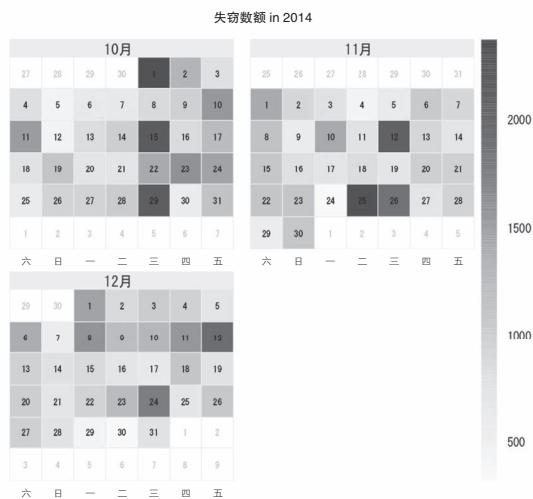 失窃数额 in 2014
10月
27 28 29 30 1 2 3
4 5 6 7 8 9 10
11 12 13 14 15 16 17
18 19 20 21 22 23 24
25 26 27 28 29 30 31
1 2 3 4 5 6 7
六 日 一 二 三 四 五
11月
25 26 27 28 29 30 31
1 2 3 4 5 6 7
8 9 10 11 12 13 14
15 16 17 18 19 20 21
22 23 24 25 26 27 28
29 30 1 2 3 4 5
六 日 一 二 三 四 五
12月
29 30 1 2 3 4 5
6 7 8 9 10 11 12
13 14 15 16 17 18 19
20 21 22 23 24 25 26
27 28 29 30 31 1 2
3 4 5 6 7 8 9
六 日 一 二 三 四 五
2000
1500
1000
500